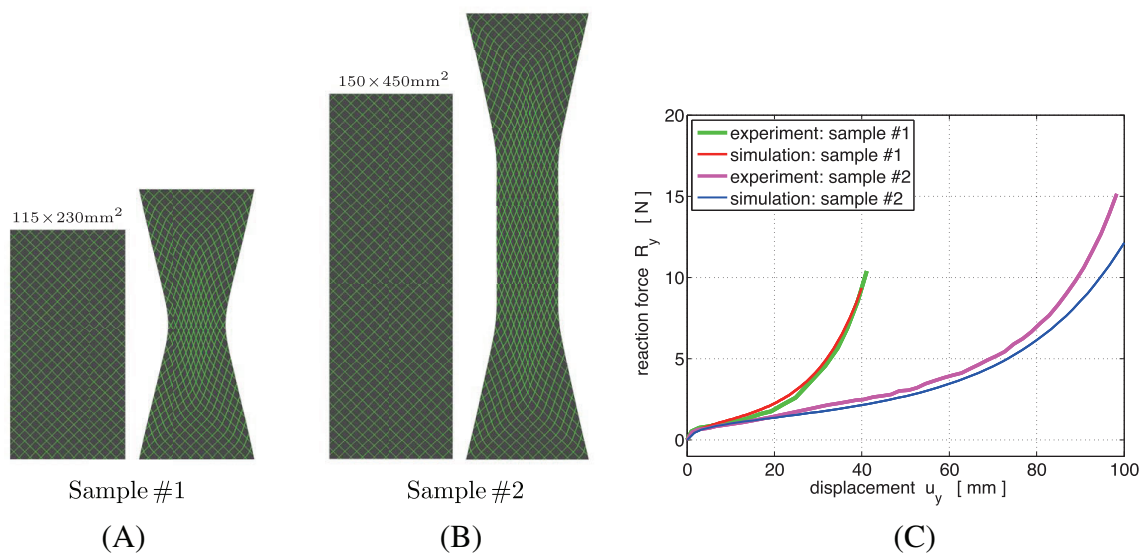 115×230mm²
Sample #1
(A)
150×450mm²
Sample #2
(B)
20
15
10
5
0
reaction force R_y [ N ]
experiment: sample #1
simulation: sample #1
experiment: sample #2
simulation: sample #2
0 20 40 60 80 100
displacement u_y [ mm ]
(C)